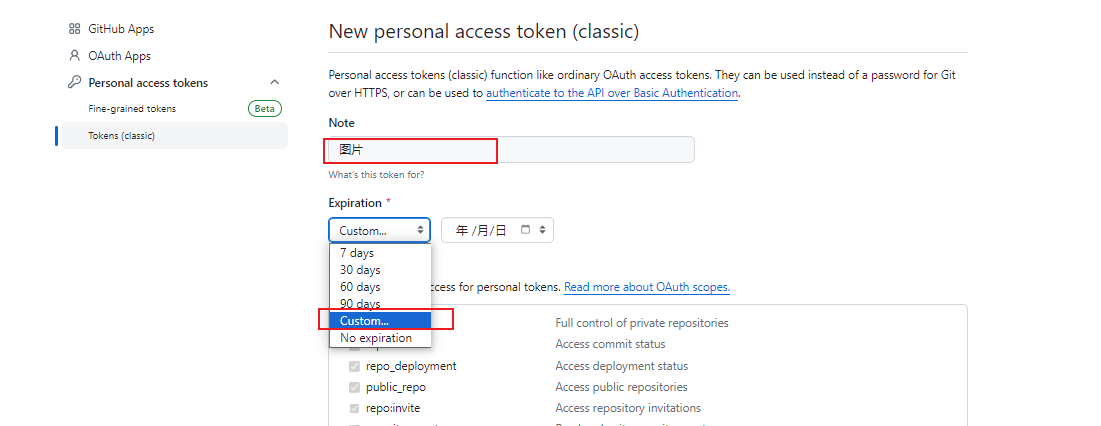 GitHub Apps
OAuth Apps
Personal access tokens
Fine-grained tokens Beta
Tokens (classic)
New personal access token (classic)
Personal access tokens (classic) function like ordinary OAuth access tokens. They can be used instead of a password for Git
over HTTPS, or can be used to authenticate to the API over Basic Authentication.
Note
图片
What's this token for?
Expiration *
Custom... 年 /月/日
7 days
30 days
60 days
90 days
Custom...
No expiration
for personal tokens. Read more about OAuth scopes.
Full control of private repositories
Access commit status
repo_deployment Access deployment status
public_repo Access public repositories
repo:invite Access repository invitations